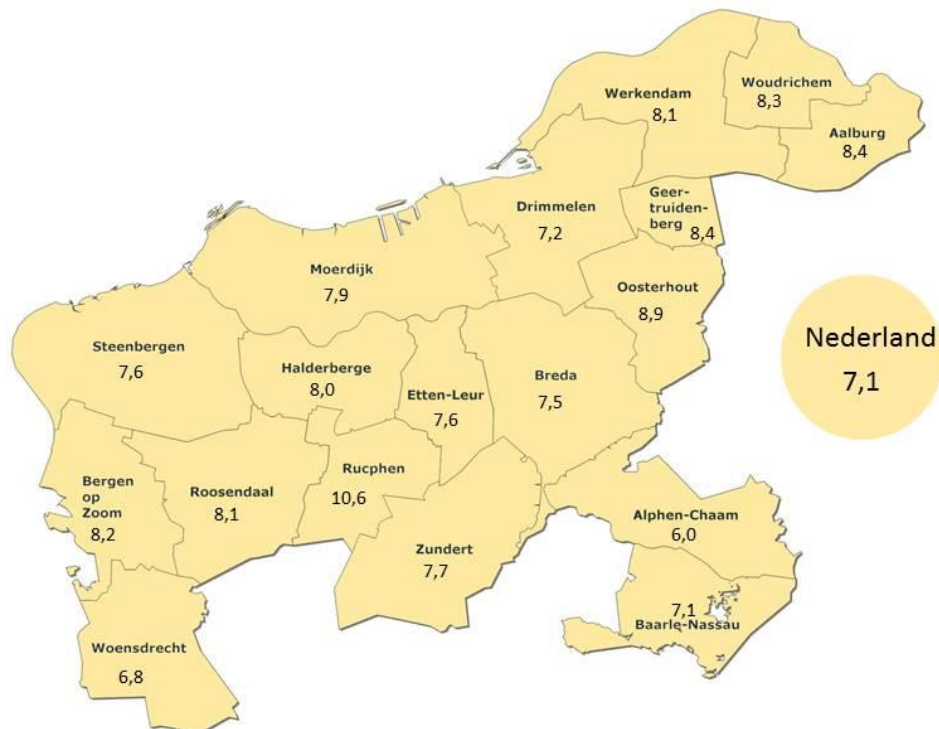 Werkendam
8,1
Woudrichem
8,3
Aalburg
8,4
Drimmelen
7,2
Geer-
truiden-
berg
8,4
Moerdijk
7,9
Oosterhout
8,9
Nederland
7,1
Steenbergen
7,6
Halderberge
8,0
Etten-Leur
7,6
Breda
7,5
Bergen
op
Zoom
8,2
Roosendaal
8,1
Rucphen
10,6
Zundert
7,7
Alphen-Chaam
6,0
7,1
Baarle-Nassau
Woensdrecht
6,8